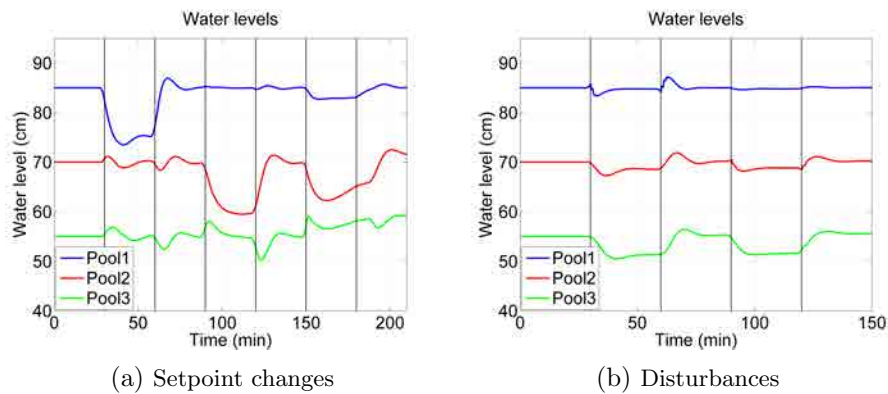 Water levels
90
80
70
60
50
40
Water level (cm)
Pool1
Pool2
Pool3
0
50
100
150
200
Time (min)
(a) Setpoint changes
Water levels
90
80
70
60
50
40
Water level (cm)
Pool1
Pool2
Pool3
0
50
100
150
Time (min)
(b) Disturbances